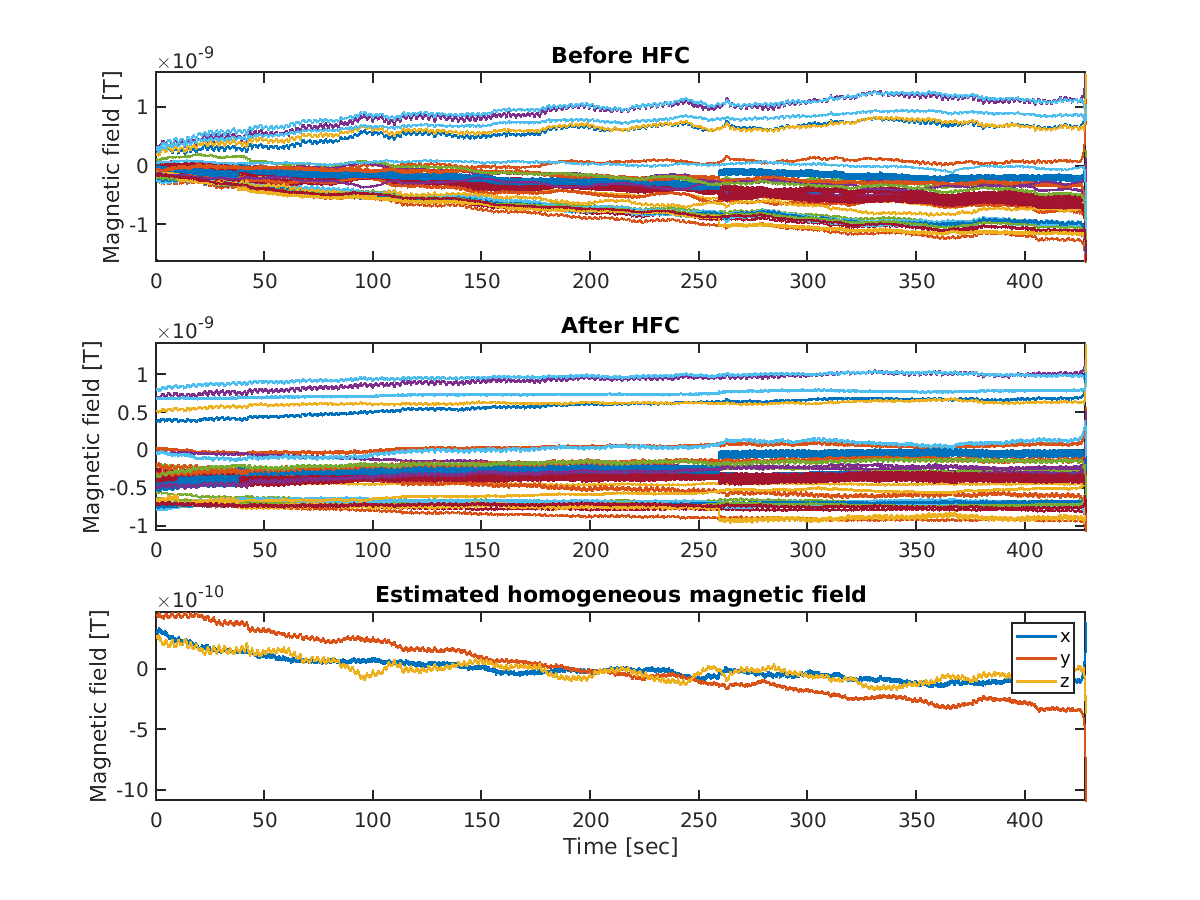 Before HFC
×10-9
Magnetic field [T]
1
0
-1
0 50 100 150 200 250 300 350 400
After HFC
×10-9
Magnetic field [T]
1
0.5
0
-0.5
-1
0 50 100 150 200 250 300 350 400
Estimated homogeneous magnetic field
×10-10
Magnetic field [T]
0
-5
-10
x
y
z
0 50 100 150 200 250 300 350 400
Time [sec]